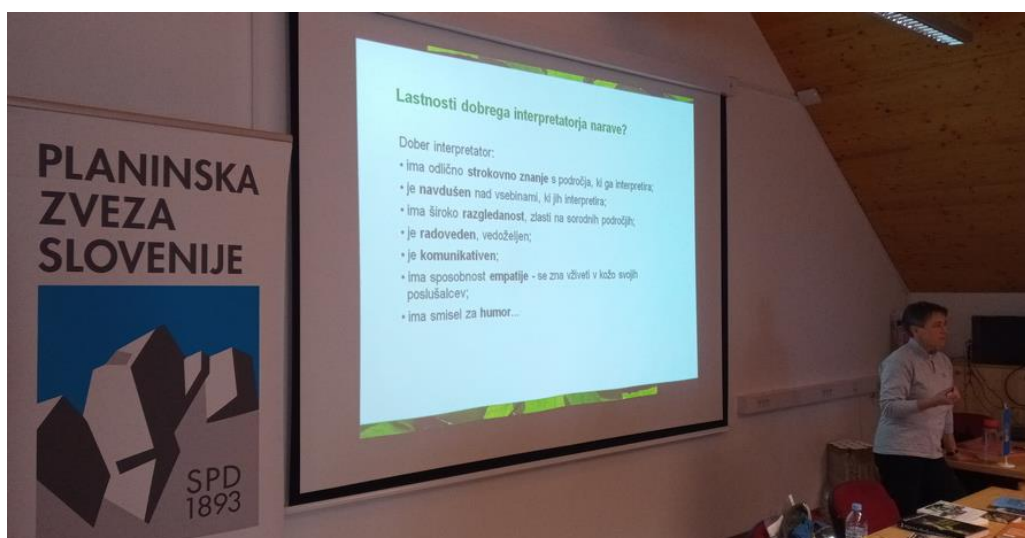 PLANINSKA
ZVEZA
SLOVENIJE
SPD
1893
Lastnosti dobrega interpretatorja narave?
Dober interpretator:
• ima odlično strokovno znanje s področja, ki ga interpretira;
• je navdušen nad vsebinami, ki jih interpretira;
• ima široko razgledanost, zlasti na sorodnih področjih;
• je radoveden, vedoželjen;
• je komunikativen;
• ima sposobnost empatije - se zna vživeti v kožo svojih
poslušalcev;
• ima smisel za humor...